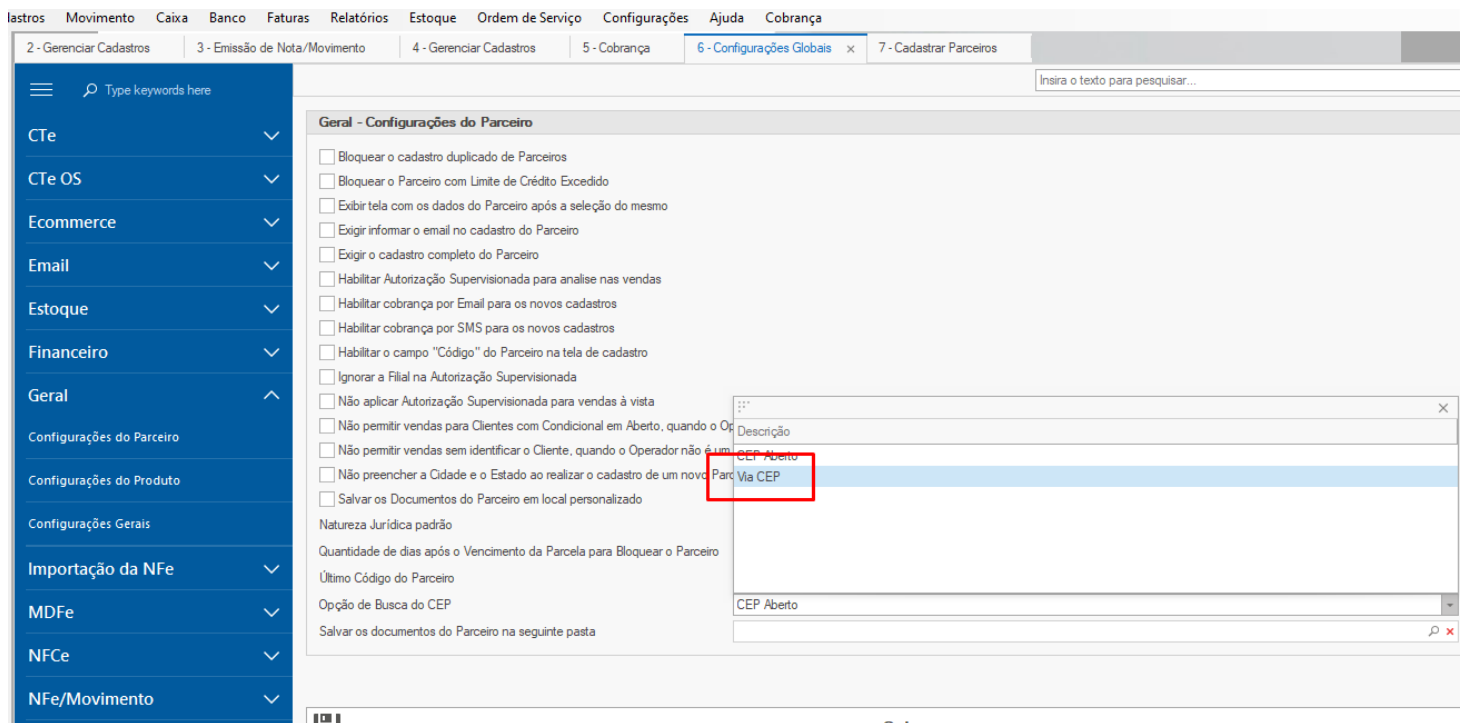 lastros Movimento Caixa Banco Faturas Relatórios Estoque Ordem de Serviço Configurações Ajuda Cobrança
2 - Gerenciar Cadastros 3 - Emissão de Nota/Movimento 4 - Gerenciar Cadastros 5 - Cobrança 6 - Configurações Globais × 7 - Cadastrar Parceiros
Type keywords here
Insira o texto para pesquisar...
CTe
CTe OS
Ecommerce
Email
Estoque
Financeiro
Geral
Configurações do Parceiro
Configurações do Produto
Configurações Gerais
Importação da NFe
MDFe
NFCe
NFe/Movimento
Geral - Configurações do Parceiro
Bloquear o cadastro duplicado de Parceiros
Bloquear o Parceiro com Limite de Crédito Excedido
Exibir tela com os dados do Parceiro após a seleção do mesmo
Exigir informar o email no cadastro do Parceiro
Exigir o cadastro completo do Parceiro
Habilitar Autorização Supervisionada para analise nas vendas
Habilitar cobrança por Email para os novos cadastros
Habilitar cobrança por SMS para os novos cadastros
Habilitar o campo "Código" do Parceiro na tela de cadastro
Ignorar a Filial na Autorização Supervisionada
Não aplicar Autorização Supervisionada para vendas à vista
Não permitir vendas para Clientes com Condicional em Aberto, quando o Op
Não permitir vendas sem identificar o Cliente, quando o Operador não é um
Não preencher a Cidade e o Estado ao realizar o cadastro de um novo Parc
Salvar os Documentos do Parceiro em local personalizado
Natureza Jurídica padrão
Quantidade de dias após o Vencimento da Parcela para Bloquear o Parceiro
Último Código do Parceiro
Opção de Busca do CEP
Salvar os documentos do Parceiro na seguinte pasta
Descrição
CEP Aberto
Via CEP
CEP Aberto